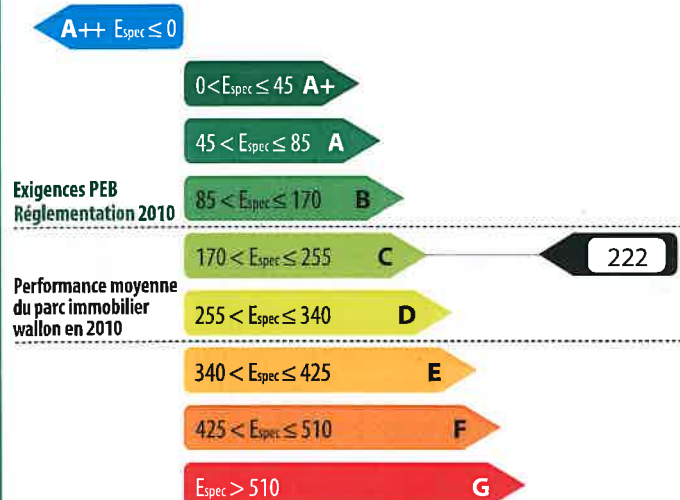 A++ Espec ≤ 0
0 < Espec ≤ 45 A+
45 < Espec ≤ 85 A
Exigences PEB
Réglementation 2010
85 < Espec ≤ 170 B
170 < Espec ≤ 255 C
222
Performance moyenne
du parc immobilier
wallon en 2010
255 < Espec ≤ 340 D
340 < Espec ≤ 425 E
425 < Espec ≤ 510 F
Espec > 510 G